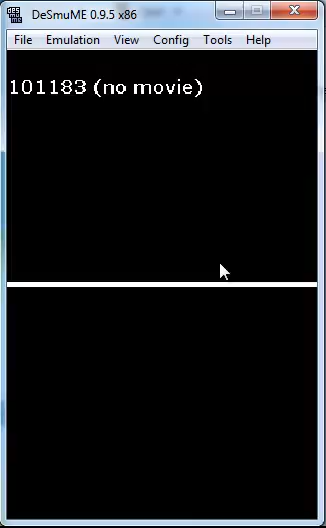 DeSmuME 0.9.5 x86
File Emulation View Config Tools Help
101183 (no movie)